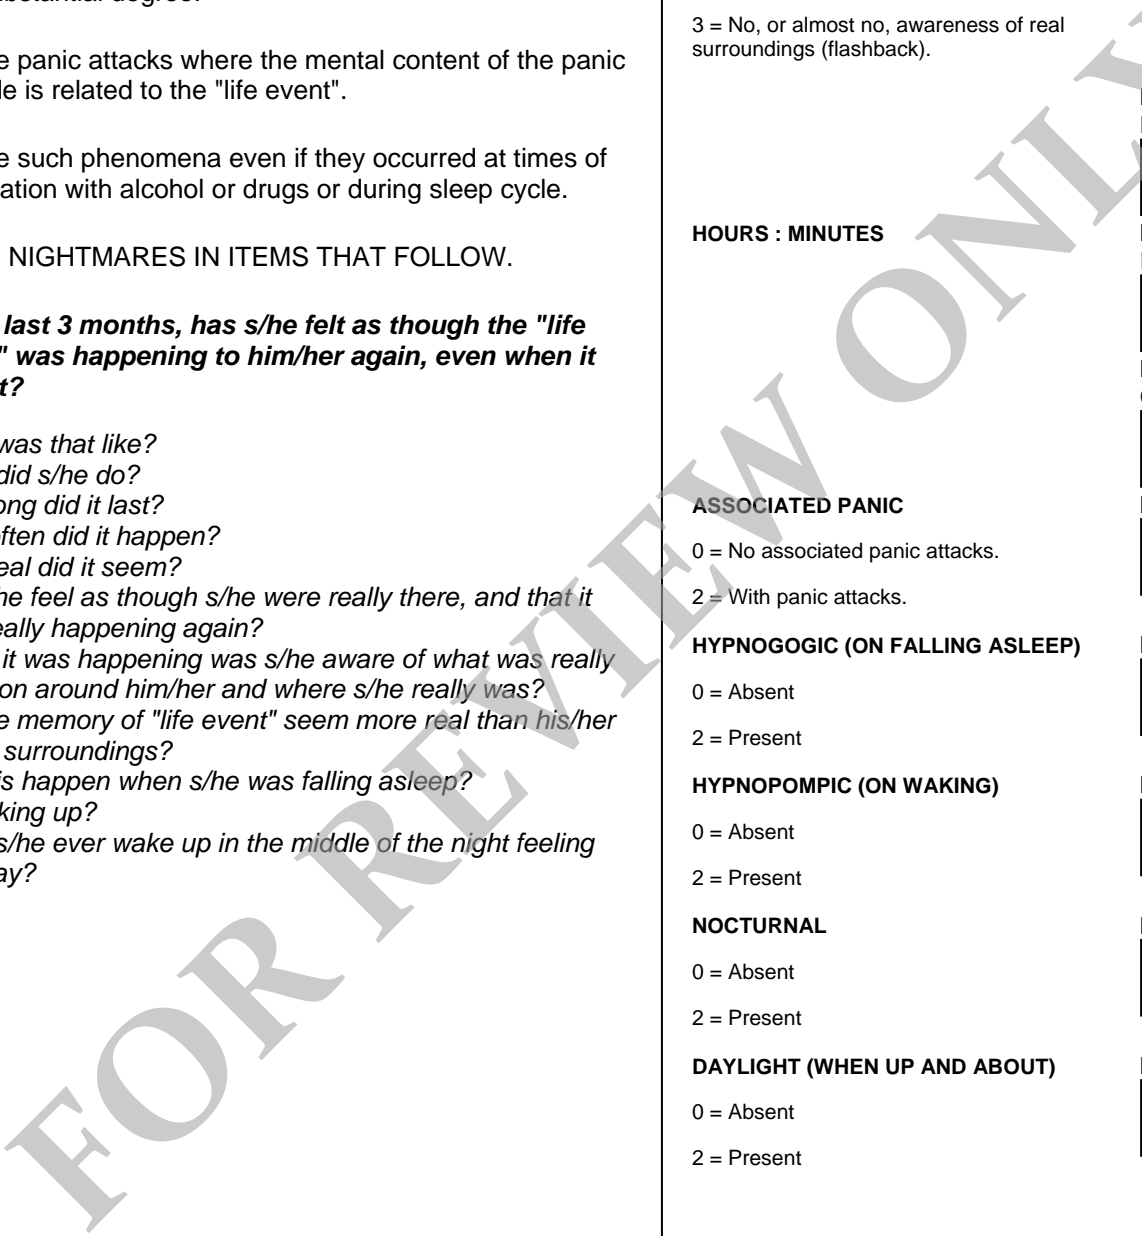 bstantial degree.
e panic attacks where the mental content of the panic
le is related to the "life event".
e such phenomena even if they occurred at times of
ation with alcohol or drugs or during sleep cycle.
NIGHTMARES IN ITEMS THAT FOLLOW.
last 3 months, has s/he felt as though the "life
" was happening to him/her again, even when it
t?
was that like?
did s/he do?
ong did it last?
often did it happen?
eal did it seem?
he feel as though s/he were really there, and that it
eally happening again?
it was happening was s/he aware of what was really
on around him/her and where s/he really was?
e memory of "life event" seem more real than his/her
surroundings?
is happen when s/he was falling asleep?
king up?
s/he ever wake up in the middle of the night feeling
ay?
3 = No, or almost no, awareness of real
surroundings (flashback).
HOURS : MINUTES
ASSOCIATED PANIC
0 = No associated panic attacks.
2 = With panic attacks.
HYPNOGOGIC (ON FALLING ASLEEP)
0 = Absent
2 = Present
HYPNOPOMPIC (ON WAKING)
0 = Absent
2 = Present
NOCTURNAL
0 = Absent
2 = Present
DAYLIGHT (WHEN UP AND ABOUT)
0 = Absent
2 = Present
FOR REVIEW ONLY